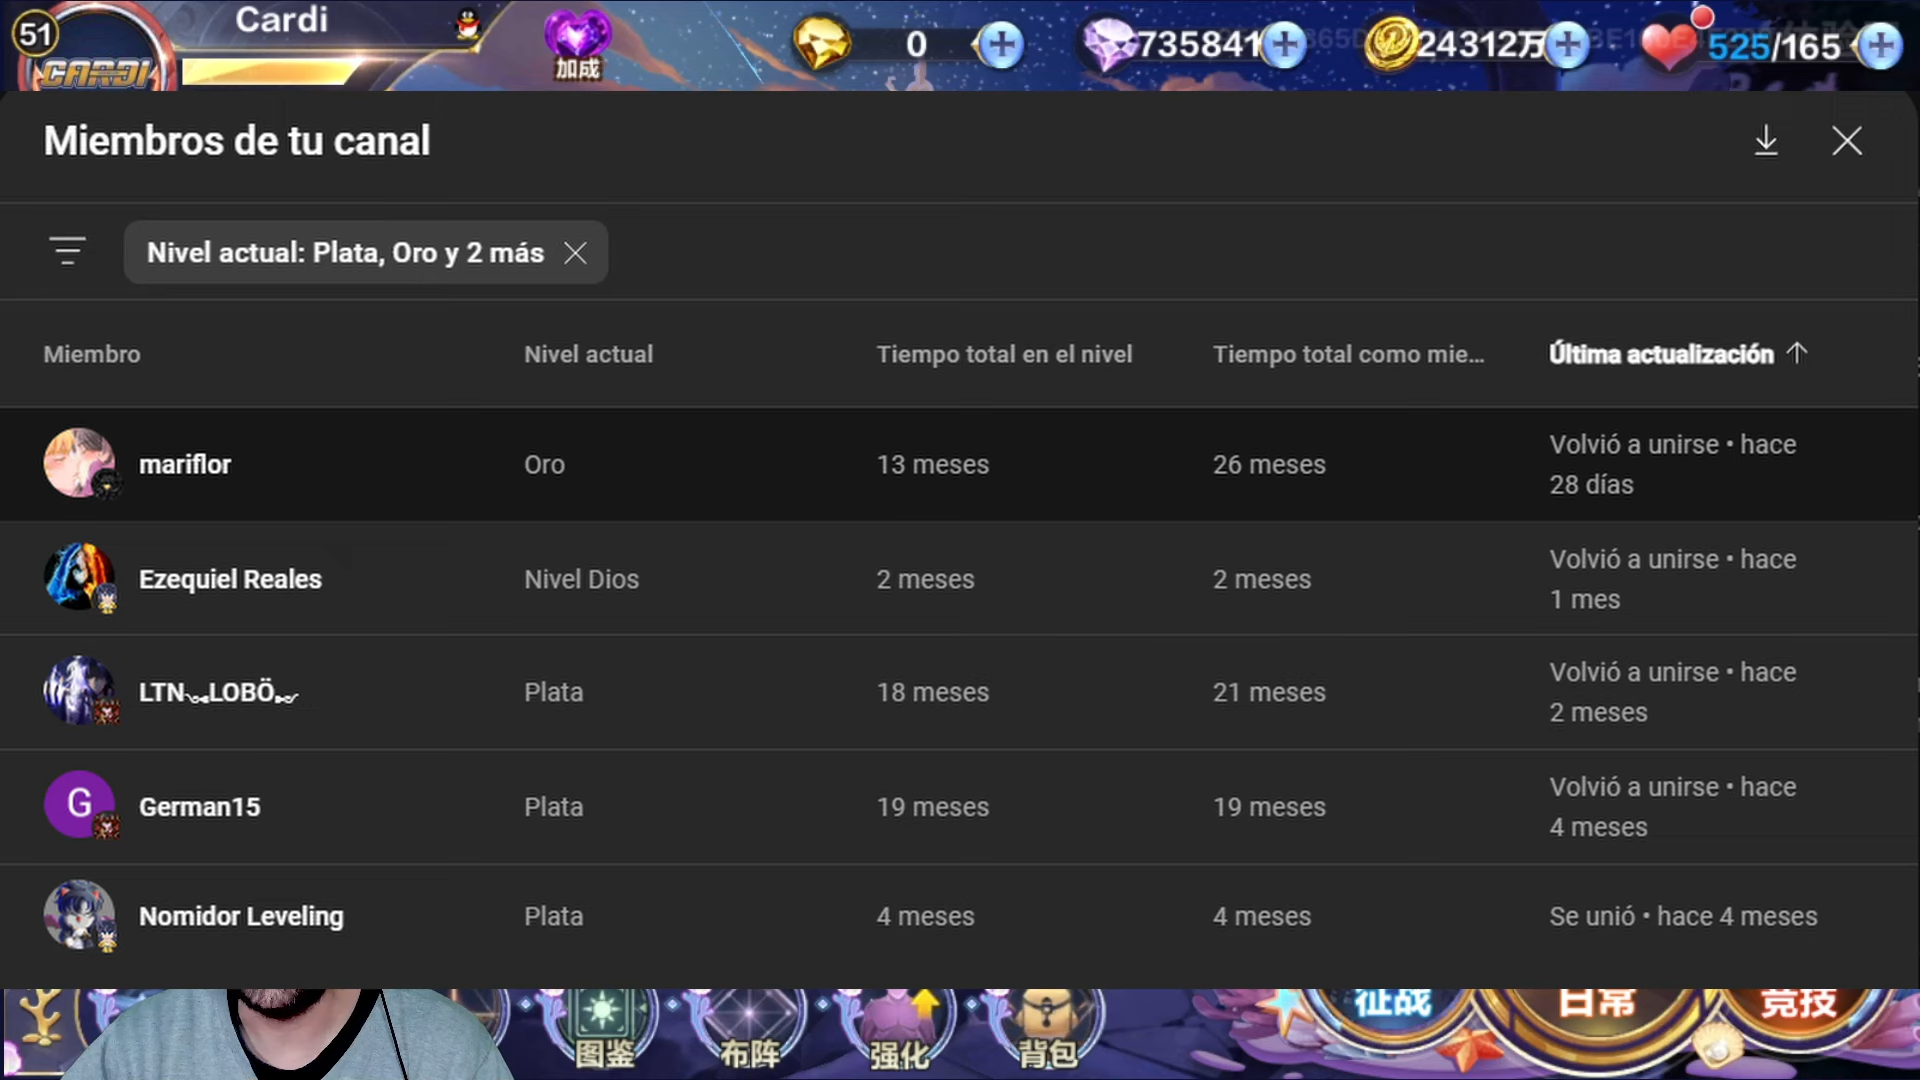 51
Cardi
CARDI
加成
0
735841
24312万
525/165
Miembros de tu canal
Nivel actual: Plata, Oro y 2 más
Miembro
Nivel actual
Tiempo total en el nivel
Tiempo total como mie...
Última actualización
mariflor
Oro
13 meses
26 meses
Volvió a unirse • hace
28 días
Ezequiel Reales
Nivel Dios
2 meses
2 meses
Volvió a unirse • hace
1 mes
LTN LOBÖ
Plata
18 meses
21 meses
Volvió a unirse • hace
2 meses
G
German15
Plata
19 meses
19 meses
Volvió a unirse • hace
4 meses
Nomidor Leveling
Plata
4 meses
4 meses
Se unió • hace 4 meses
图鉴
布阵
强化
背包
征战
日常
竞技